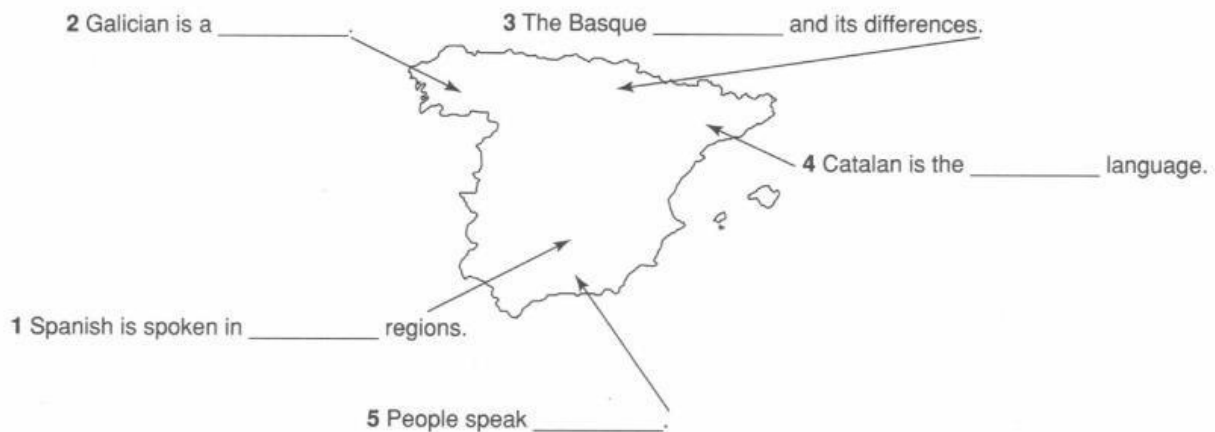 2 Galician is a __________.
3 The Basque __________ and its differences.
4 Catalan is the __________ language.
1 Spanish is spoken in __________ regions.
5 People speak __________.